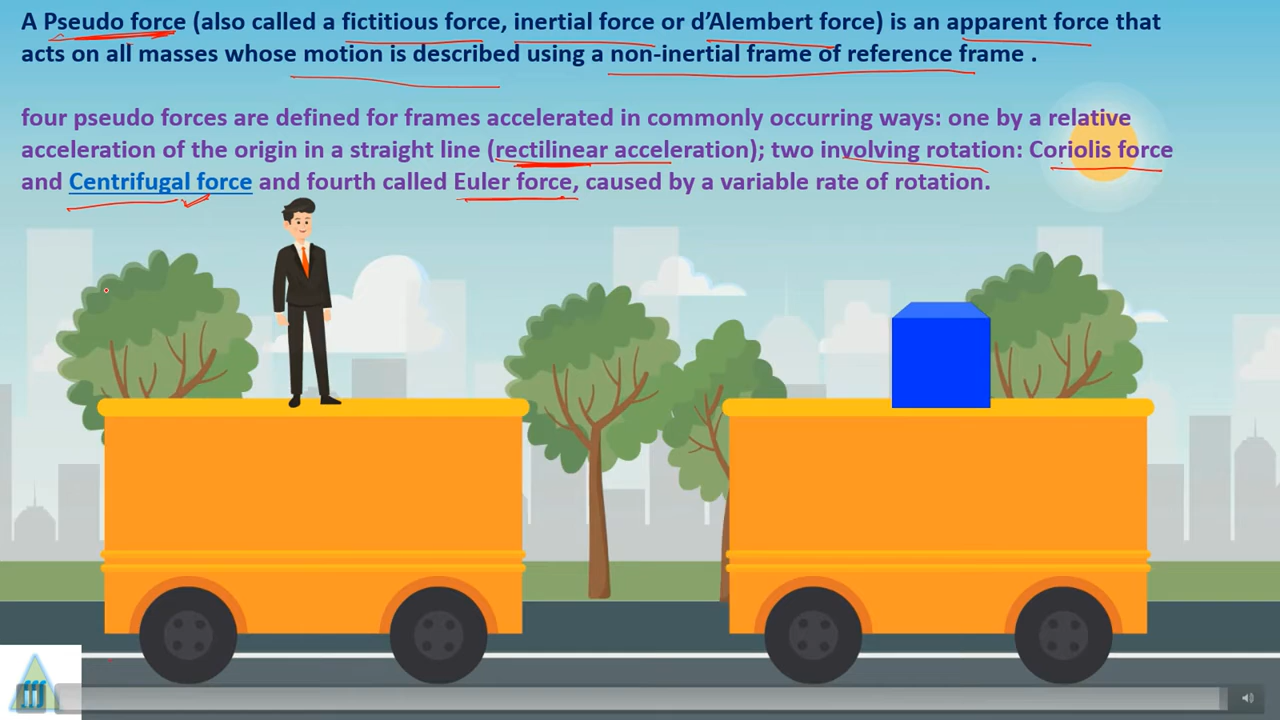 A Pseudo force (also called a fictitious force, inertial force or d’Alembert force) is an apparent force that
acts on all masses whose motion is described using a non-inertial frame of reference frame .
four pseudo forces are defined for frames accelerated in commonly occurring ways: one by a relative
acceleration of the origin in a straight line (rectilinear acceleration); two involving rotation: Coriolis force
and Centrifugal force and fourth called Euler force, caused by a variable rate of rotation.